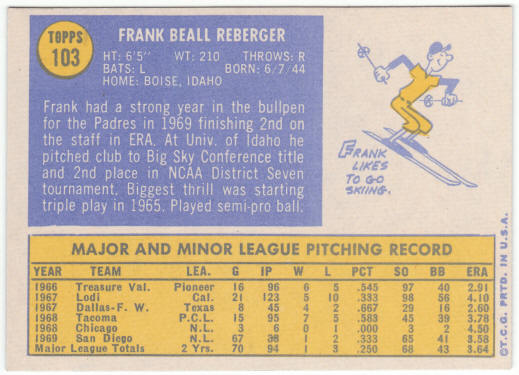 TOPPS
103
FRANK BEALL REBERGER
HT: 6'5" WT: 210 THROWS: R
BATS: L BORN: 6/7/44
HOME: BOISE, IDAHO
Frank had a strong year in the bullpen
for the Padres in 1969 finishing 2nd on
the staff in ERA. At Univ. of Idaho he
pitched club to Big Sky Conference title
and 2nd place in NCAA District Seven
tournament. Biggest thrill was starting
triple play in 1965. Played semi-pro ball.
FRANK
LIKES
TO GO
SKIING.
MAJOR AND MINOR LEAGUE PITCHING RECORD
YEAR TEAM LEA. G IP W L PCT SO BB ERA
1966 Treasure Val. Pioneer 16 96 6 5 .545 97 40 2.91
1967 Lodi Cal. 21 123 5 10 .333 98 56 4.10
1967 Dallas-F. W. Texas 8 45 4 2 .667 29 16 2.60
1968 Tacoma P.C.L. 15 95 7 5 .583 45 39 3.78
1968 Chicago N.L. 3 6 0 1 .000 3 2 4.50
1969 San Diego N.L. 67 88 1 2 .333 65 41 3.58
Major League Totals 2 Yrs. 70 94 1 3 .250 68 43 3.64
©T.C.G. PRTD. IN U.S.A.